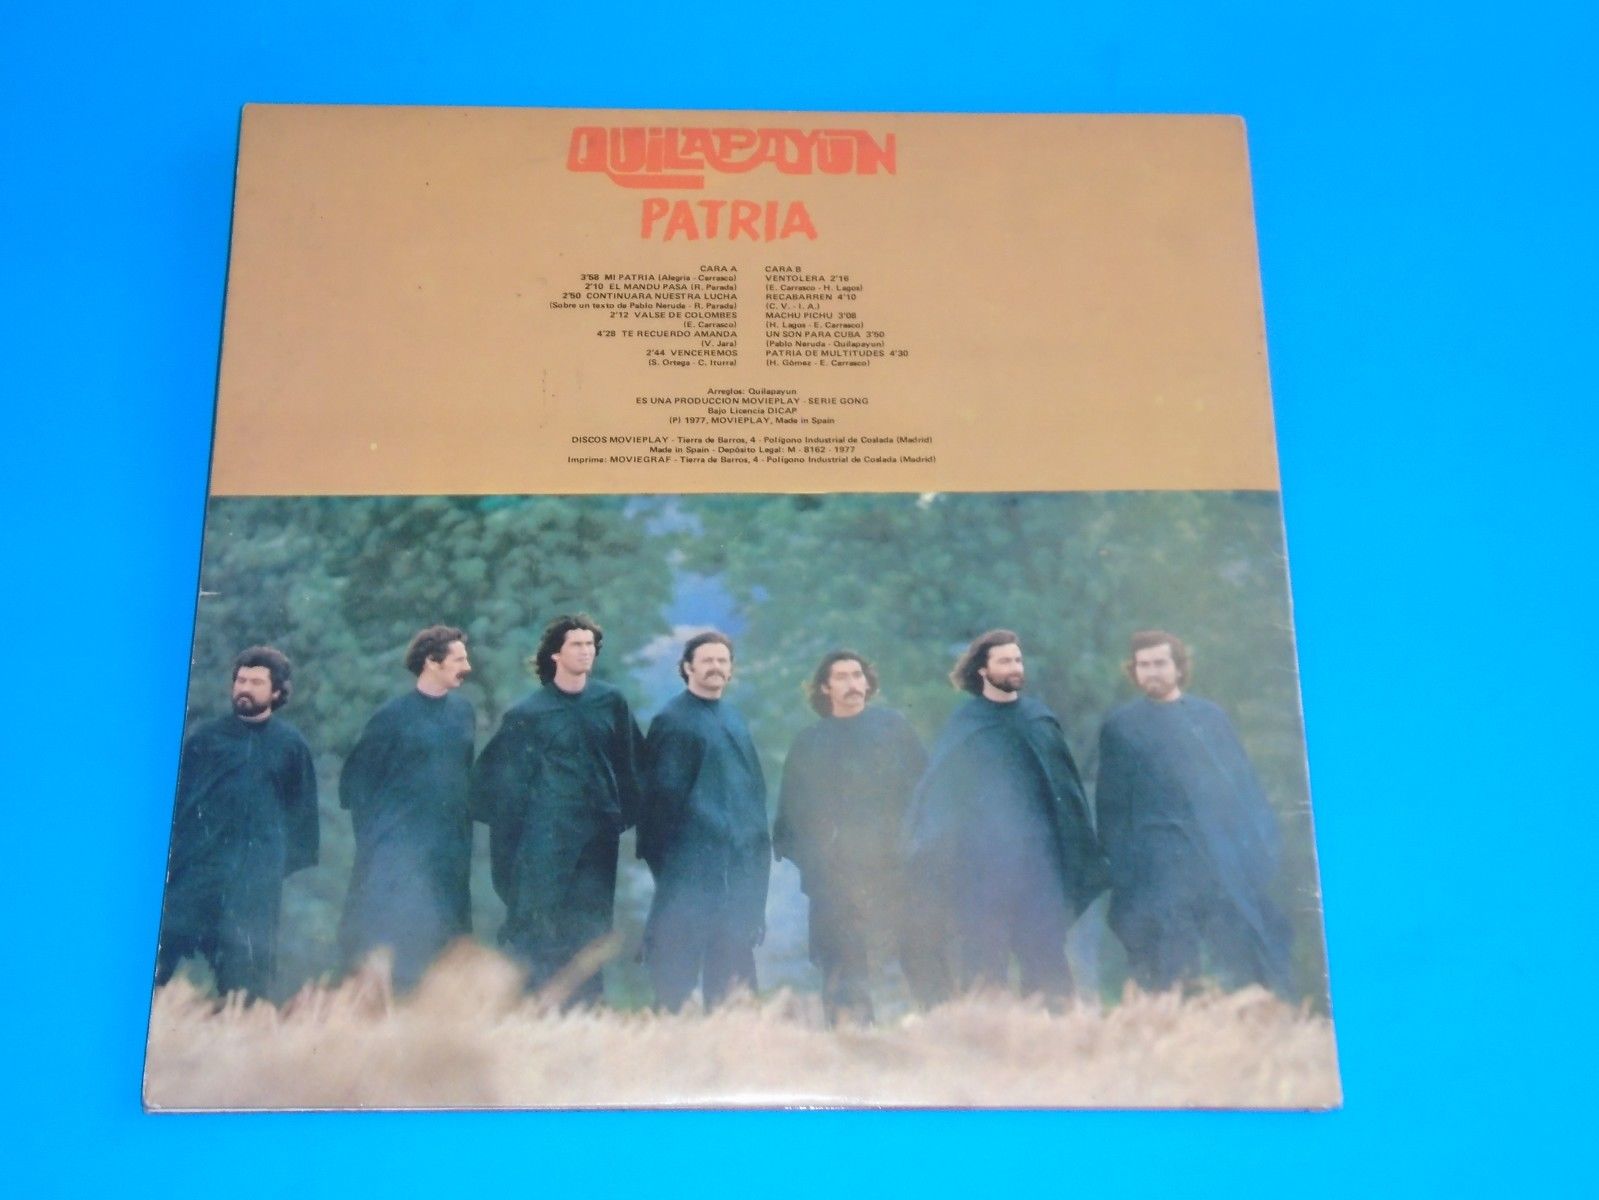 QUILAPAYUN
PATRIA
CARA A
3'58 MI PATRIA (Alegria - Carrasco)
2'10 EL MANDU PASA (R. Parada)
2'50 CONTINUARA NUESTRA LUCHA
(Sobre un texto de Pablo Neruda - R. Parada)
2'12 VALSE DE COLOMBES
(E. Carrasco)
4'28 TE RECUERDO AMANDA
(V. Jara)
2'44 VENCEREMOS
(S. Ortega - C. Iturra)
CARA B
VENTOLERA 2'16
(E. Carrasco - H. Lagos)
RECABARREN 4'10
(C. V. - I. A.)
MACHU PICHU 3'08
(H. Lagos - E. Carrasco)
UN SON PARA CUBA 3'50
(Pablo Neruda - Quilapayun)
PATRIA DE MULTITUDES 4'30
(H. Gómez - E. Carrasco)
Arreglos: Quilapayun
ES UNA PRODUCCION MOVIEPLAY - SERIE GONG
Bajo Licencia DICAP
(P) 1977, MOVIEPLAY, Made in Spain
DISCOS MOVIEPLAY - Tierra de Barros, 4 - Polígono Industrial de Coslada (Madrid)
Made in Spain - Depósito Legal: M - 8162 - 1977
Imprime: MOVIEGRAF - Tierra de Barros, 4 - Polígono Industrial de Coslada (Madrid)